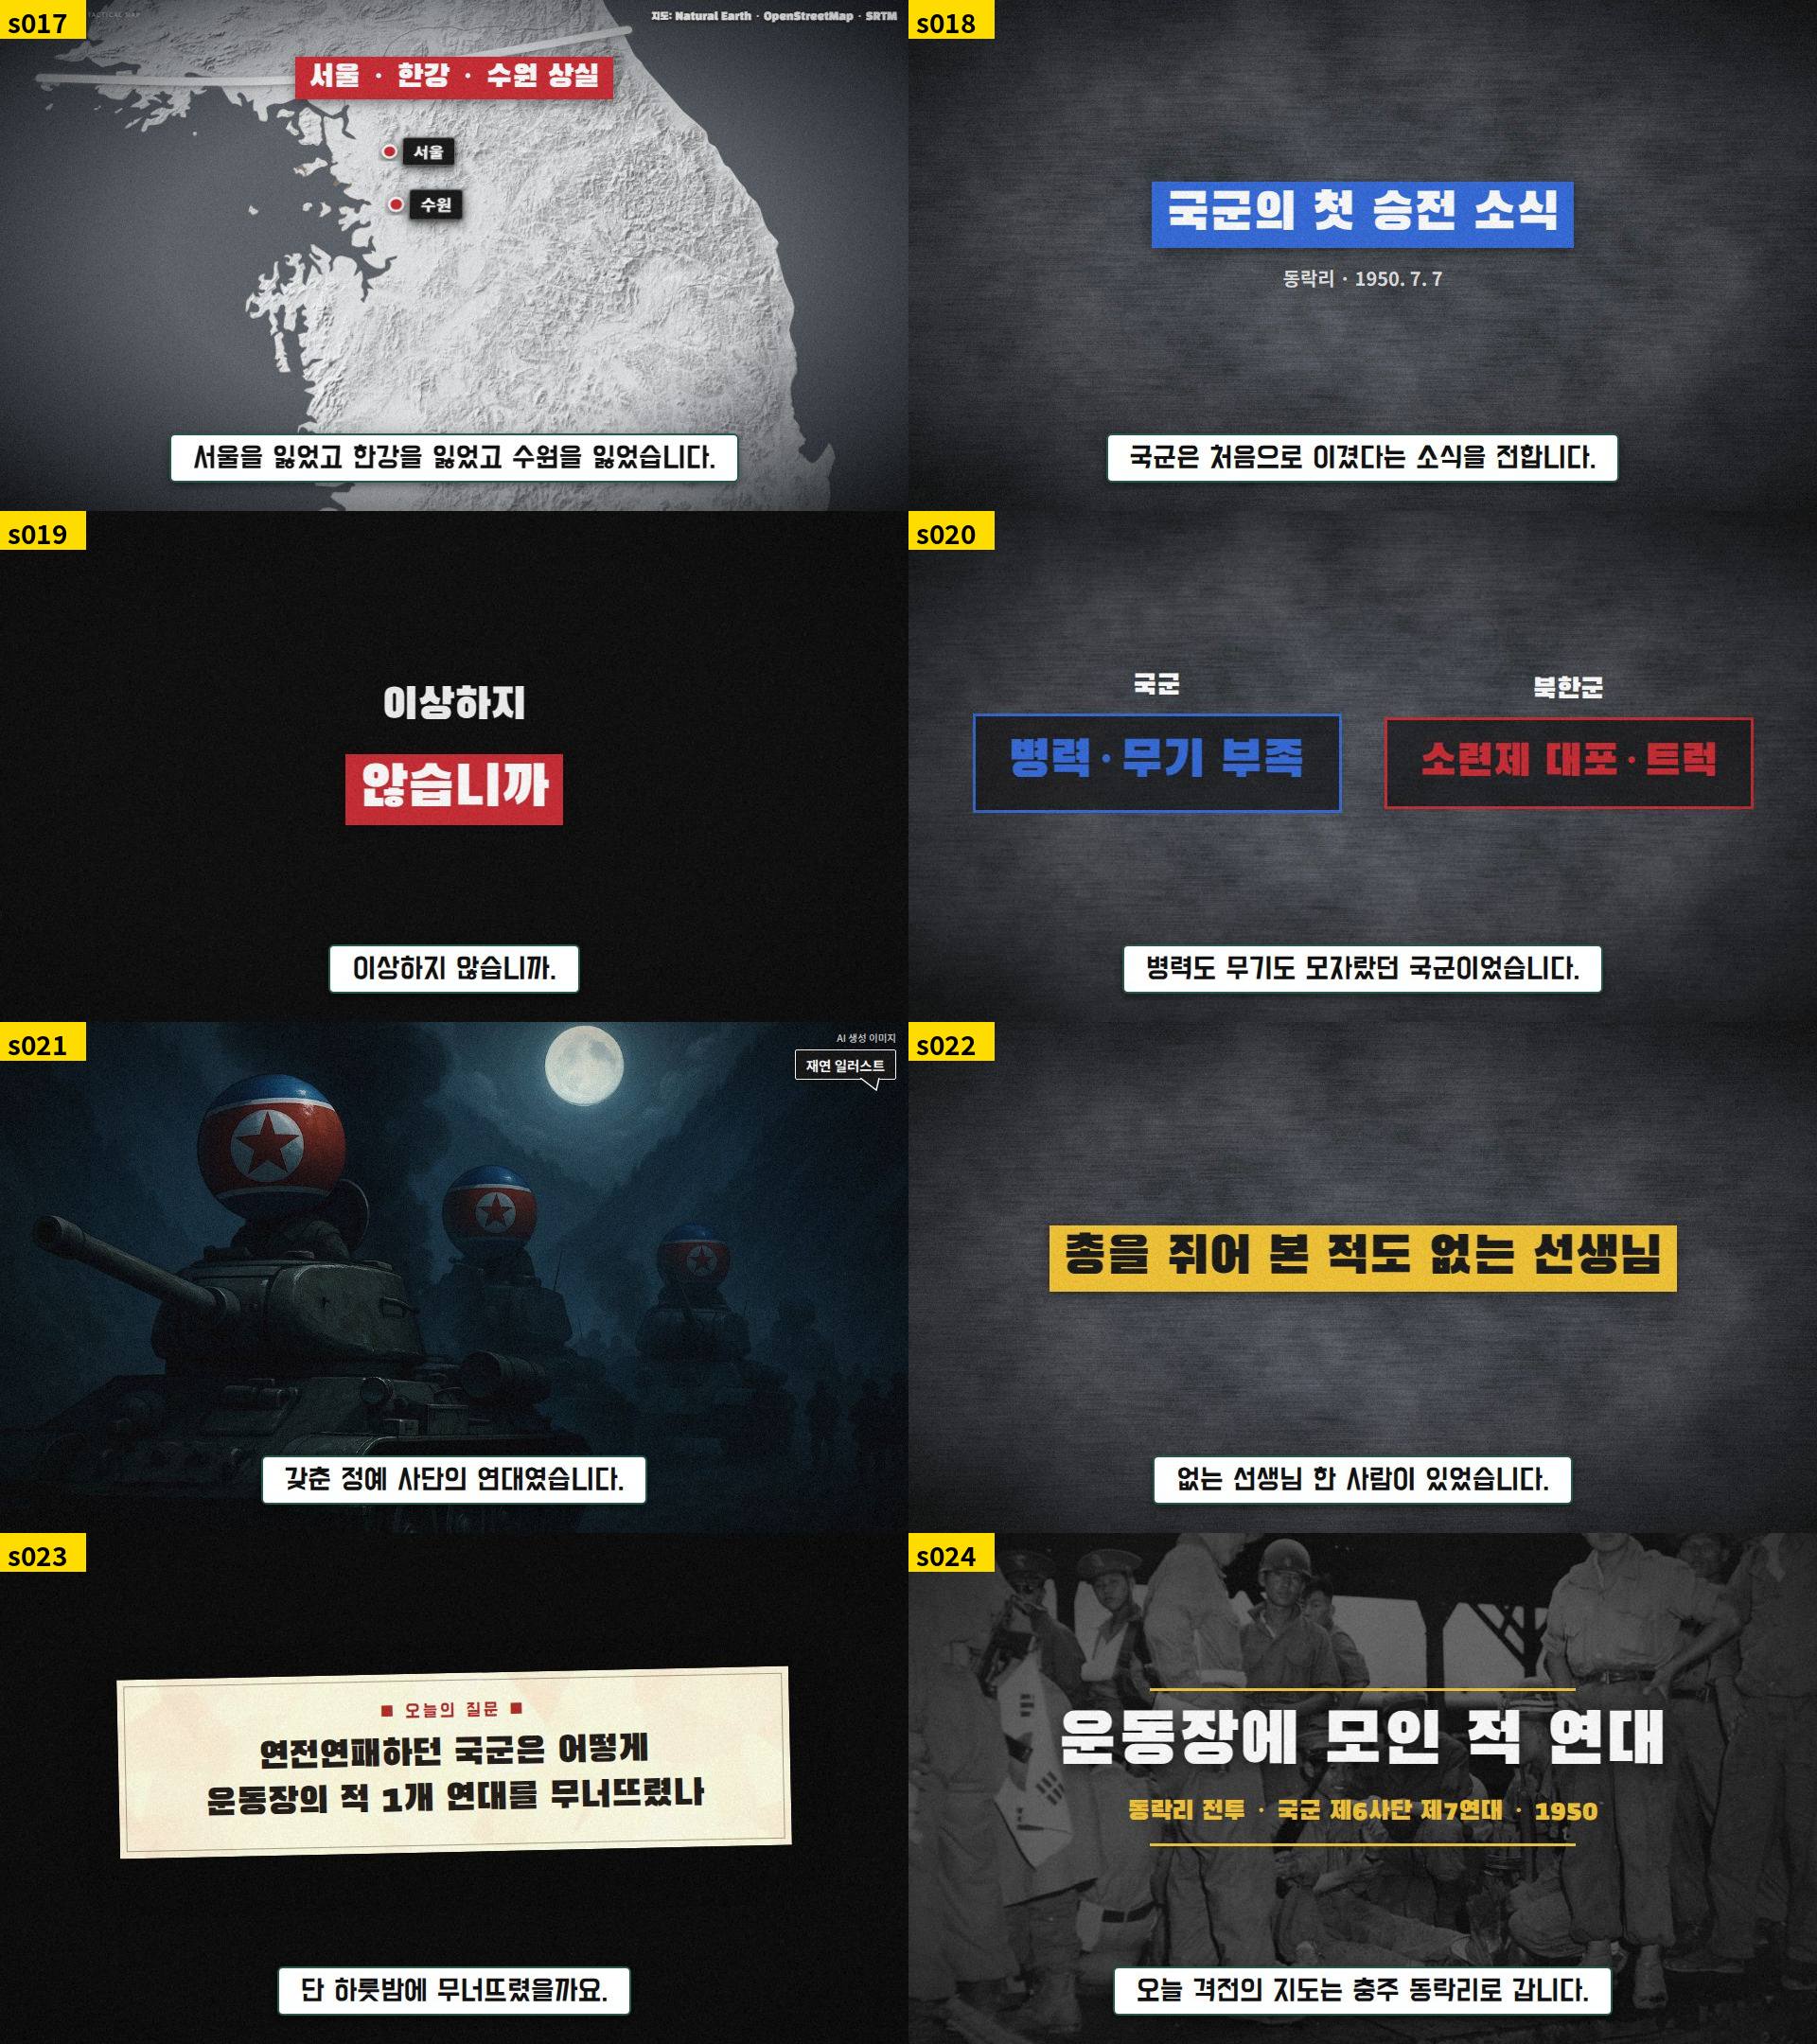 s017
TACTICAL MAP
지도: Natural Earth · OpenStreetMap · SRTM
서울 · 한강 · 수원 상실
서울
수원
서울을 잃었고 한강을 잃었고 수원을 잃었습니다.
s018
국군의 첫 승전 소식
동락리 · 1950. 7. 7
국군은 처음으로 이겼다는 소식을 전합니다.
s019
이상하지
않습니까
이상하지 않습니까.
s020
국군
병력·무기 부족
북한군
소련제 대포·트럭
병력도 무기도 모자랐던 국군이었습니다.
s021
AI 생성 이미지
재연 일러스트
갖춘 정예 사단의 연대였습니다.
s022
총을 쥐어 본 적도 없는 선생님
없는 선생님 한 사람이 있었습니다.
s023
■ 오늘의 질문 ■
연전연패하던 국군은 어떻게
운동장의 적 1개 연대를 무너뜨렸나
단 하룻밤에 무너뜨렸을까요.
s024
운동장에 모인 적 연대
동락리 전투 · 국군 제6사단 제7연대 · 1950
오늘 격전의 지도는 충주 동락리로 갑니다.